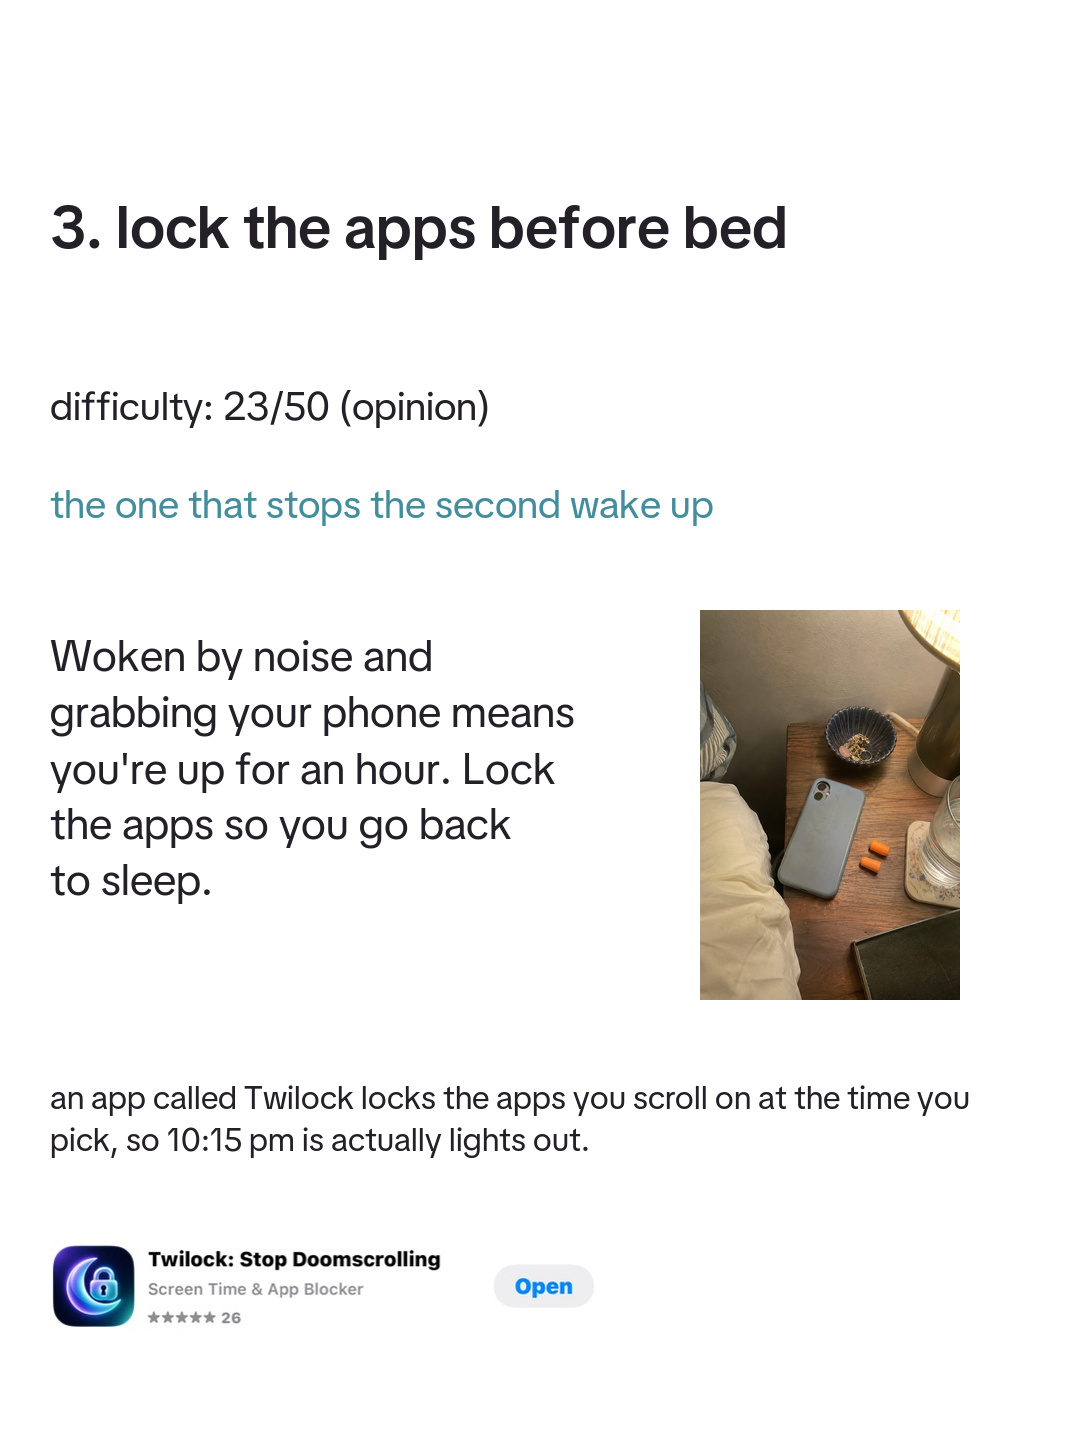 3. lock the apps before bed
difficulty: 23/50 (opinion)
the one that stops the second wake up
Woken by noise and
grabbing your phone means
you're up for an hour. Lock
the apps so you go back
to sleep.
an app called Twilock locks the apps you scroll on at the time you
pick, so 10:15 pm is actually lights out.
Twilock: Stop Doomscrolling
Screen Time & App Blocker
★★★★★ 26
Open